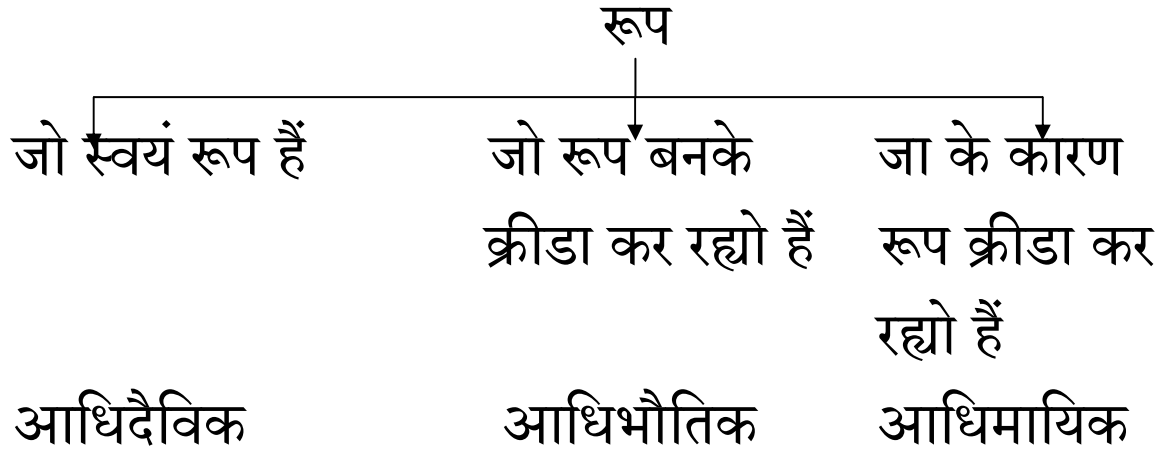 रूप
जो स्वयं रूप हैं
जो रूप बनके
क्रीडा कर रह्यो हैं
जा के कारण
रूप क्रीडा कर
रह्यो हैं
आधिदैविक
आधिभौतिक
आधिमायिक